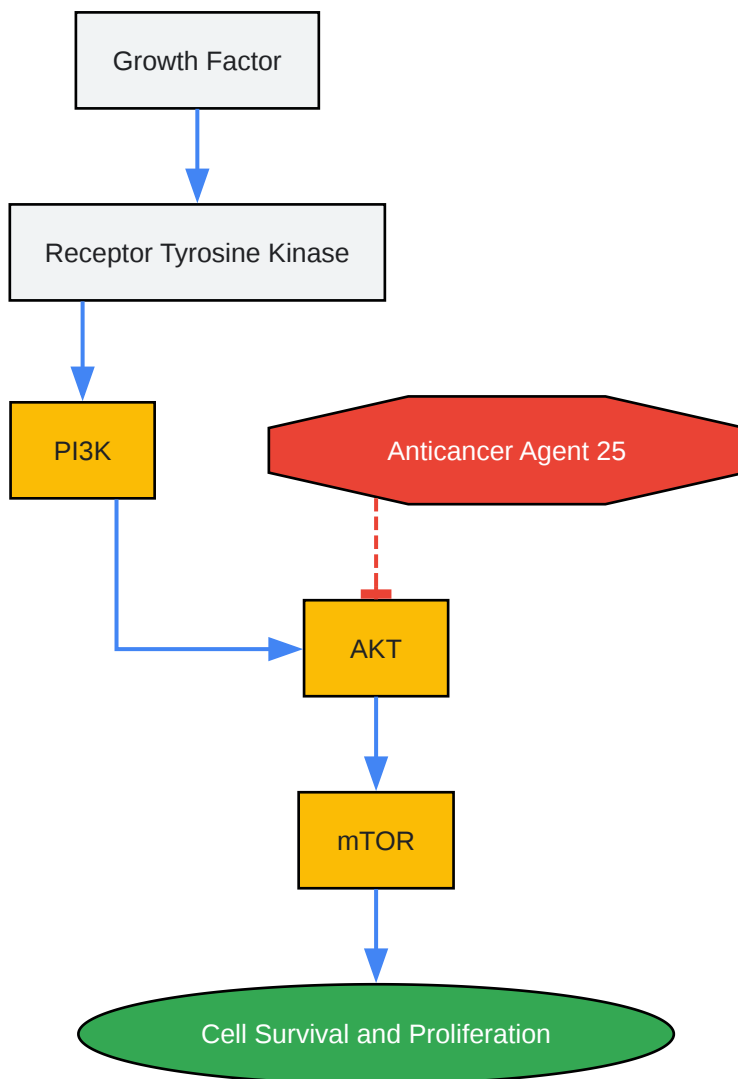 Growth Factor
Receptor Tyrosine Kinase
PI3K
Anticancer Agent 25
AKT
mTOR
Cell Survival and Proliferation